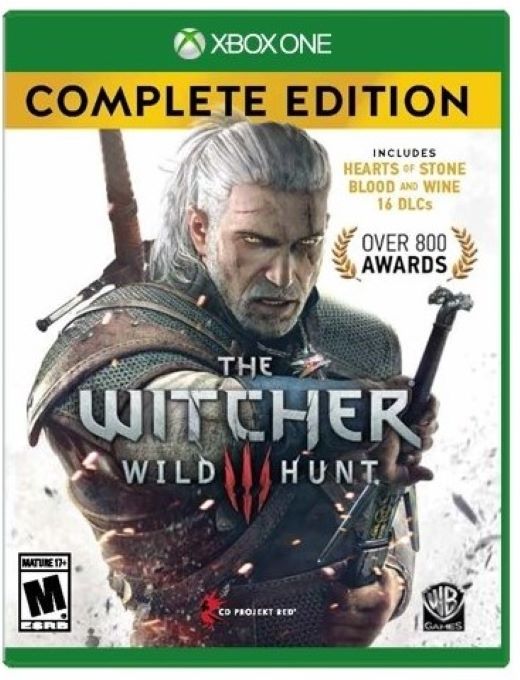 XBOX ONE
COMPLETE EDITION
INCLUDES
HEARTS OF STONE
BLOOD AND WINE
16 DLCs
OVER 800
AWARDS
THE
WITCHER
WILD III HUNT
MATURE 17+
M
ESRB
CD PROJEKT RED®
WB
GAMES